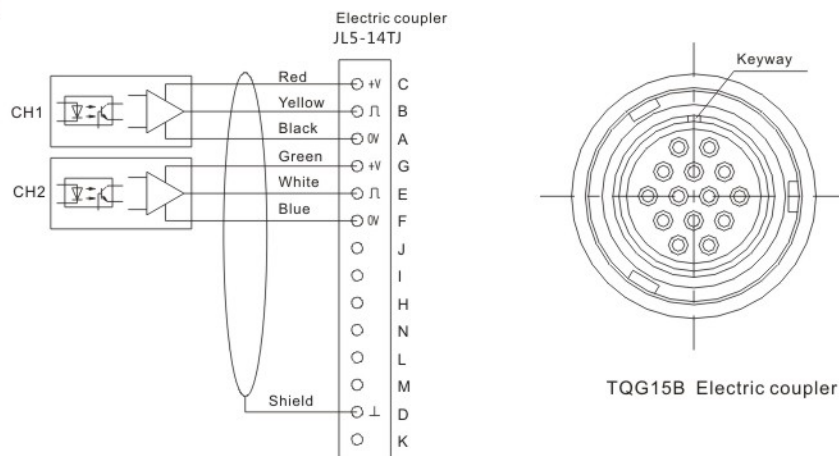 Electric coupler
JL5-14TJ
CH1
Red +V C
Yellow ⎍ B
Black 0V A
CH2
Green +V G
White ⎍ E
Blue 0V F
J
I
H
N
L
M
Shield ⊥ D
K
Keyway
TQG15B Electric coupler